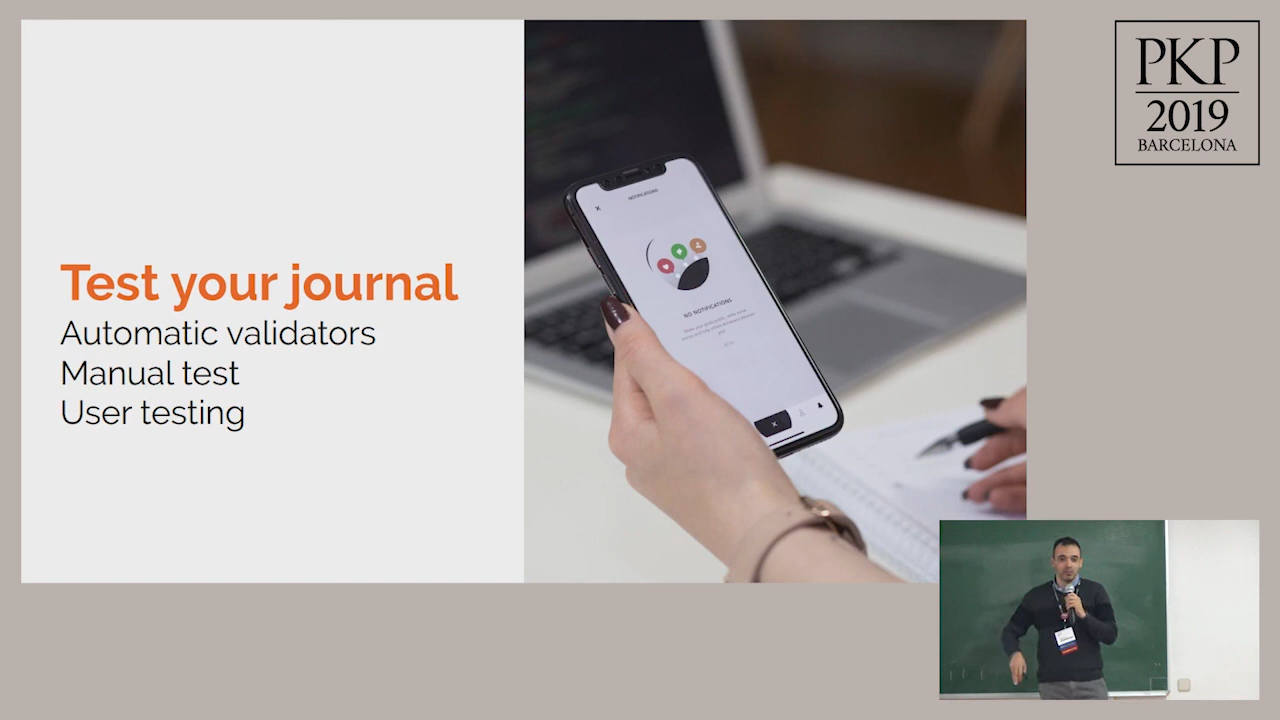 Test your journal
Automatic validators
Manual test
User testing
NOTIFICATIONS
NO NOTIFICATIONS
PKP
2019
BARCELONA